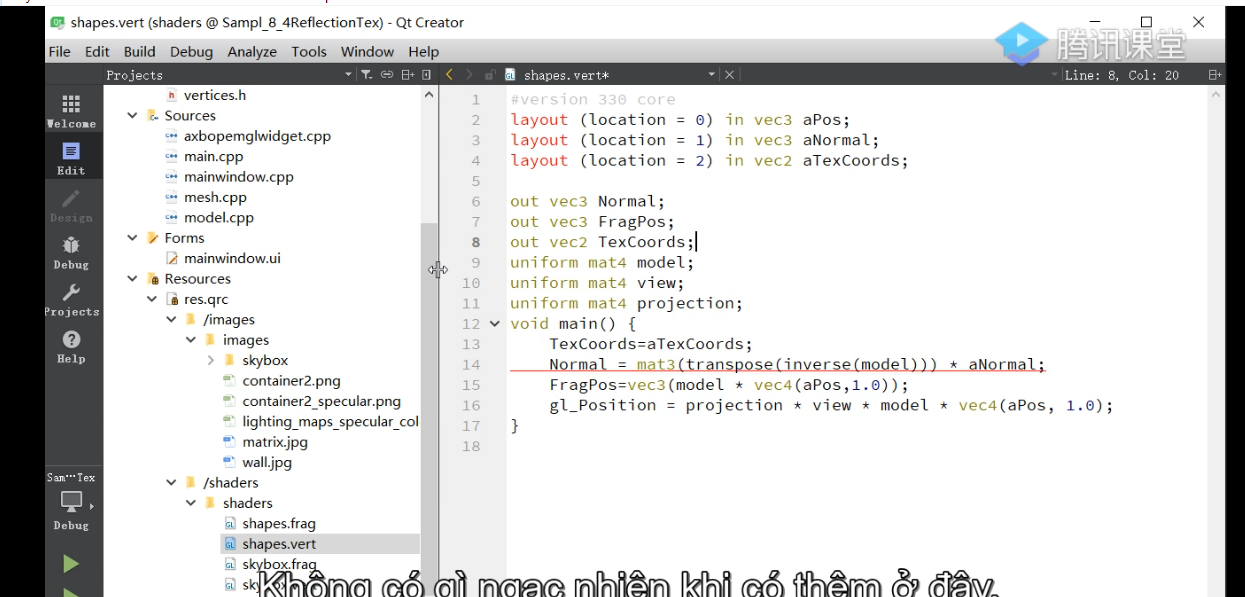 shapes.vert (shaders @ Sampl_8_4ReflectionTex) - Qt Creator
腾讯课堂
File Edit Build Debug Analyze Tools Window Help
Projects
shapes.vert*
Line: 8, Col: 20
Welcome
Edit
Design
Debug
Projects
Help
Sam···Tex
Debug
vertices.h
Sources
axbopemglwidget.cpp
main.cpp
mainwindow.cpp
mesh.cpp
model.cpp
Forms
mainwindow.ui
Resources
res.qrc
/images
images
skybox
container2.png
container2_specular.png
lighting_maps_specular_col
matrix.jpg
wall.jpg
/shaders
shaders
shapes.frag
shapes.vert
skybox.frag
1 #version 330 core
2 layout (location = 0) in vec3 aPos;
3 layout (location = 1) in vec3 aNormal;
4 layout (location = 2) in vec2 aTexCoords;
5
6 out vec3 Normal;
7 out vec3 FragPos;
8 out vec2 TexCoords;
9 uniform mat4 model;
10 uniform mat4 view;
11 uniform mat4 projection;
12 void main() {
13 TexCoords=aTexCoords;
14 Normal = mat3(transpose(inverse(model))) * aNormal;
15 FragPos=vec3(model * vec4(aPos,1.0));
16 gl_Position = projection * view * model * vec4(aPos, 1.0);
17 }
18
Không có gì ngạc nhiên khi có thêm ở đây.